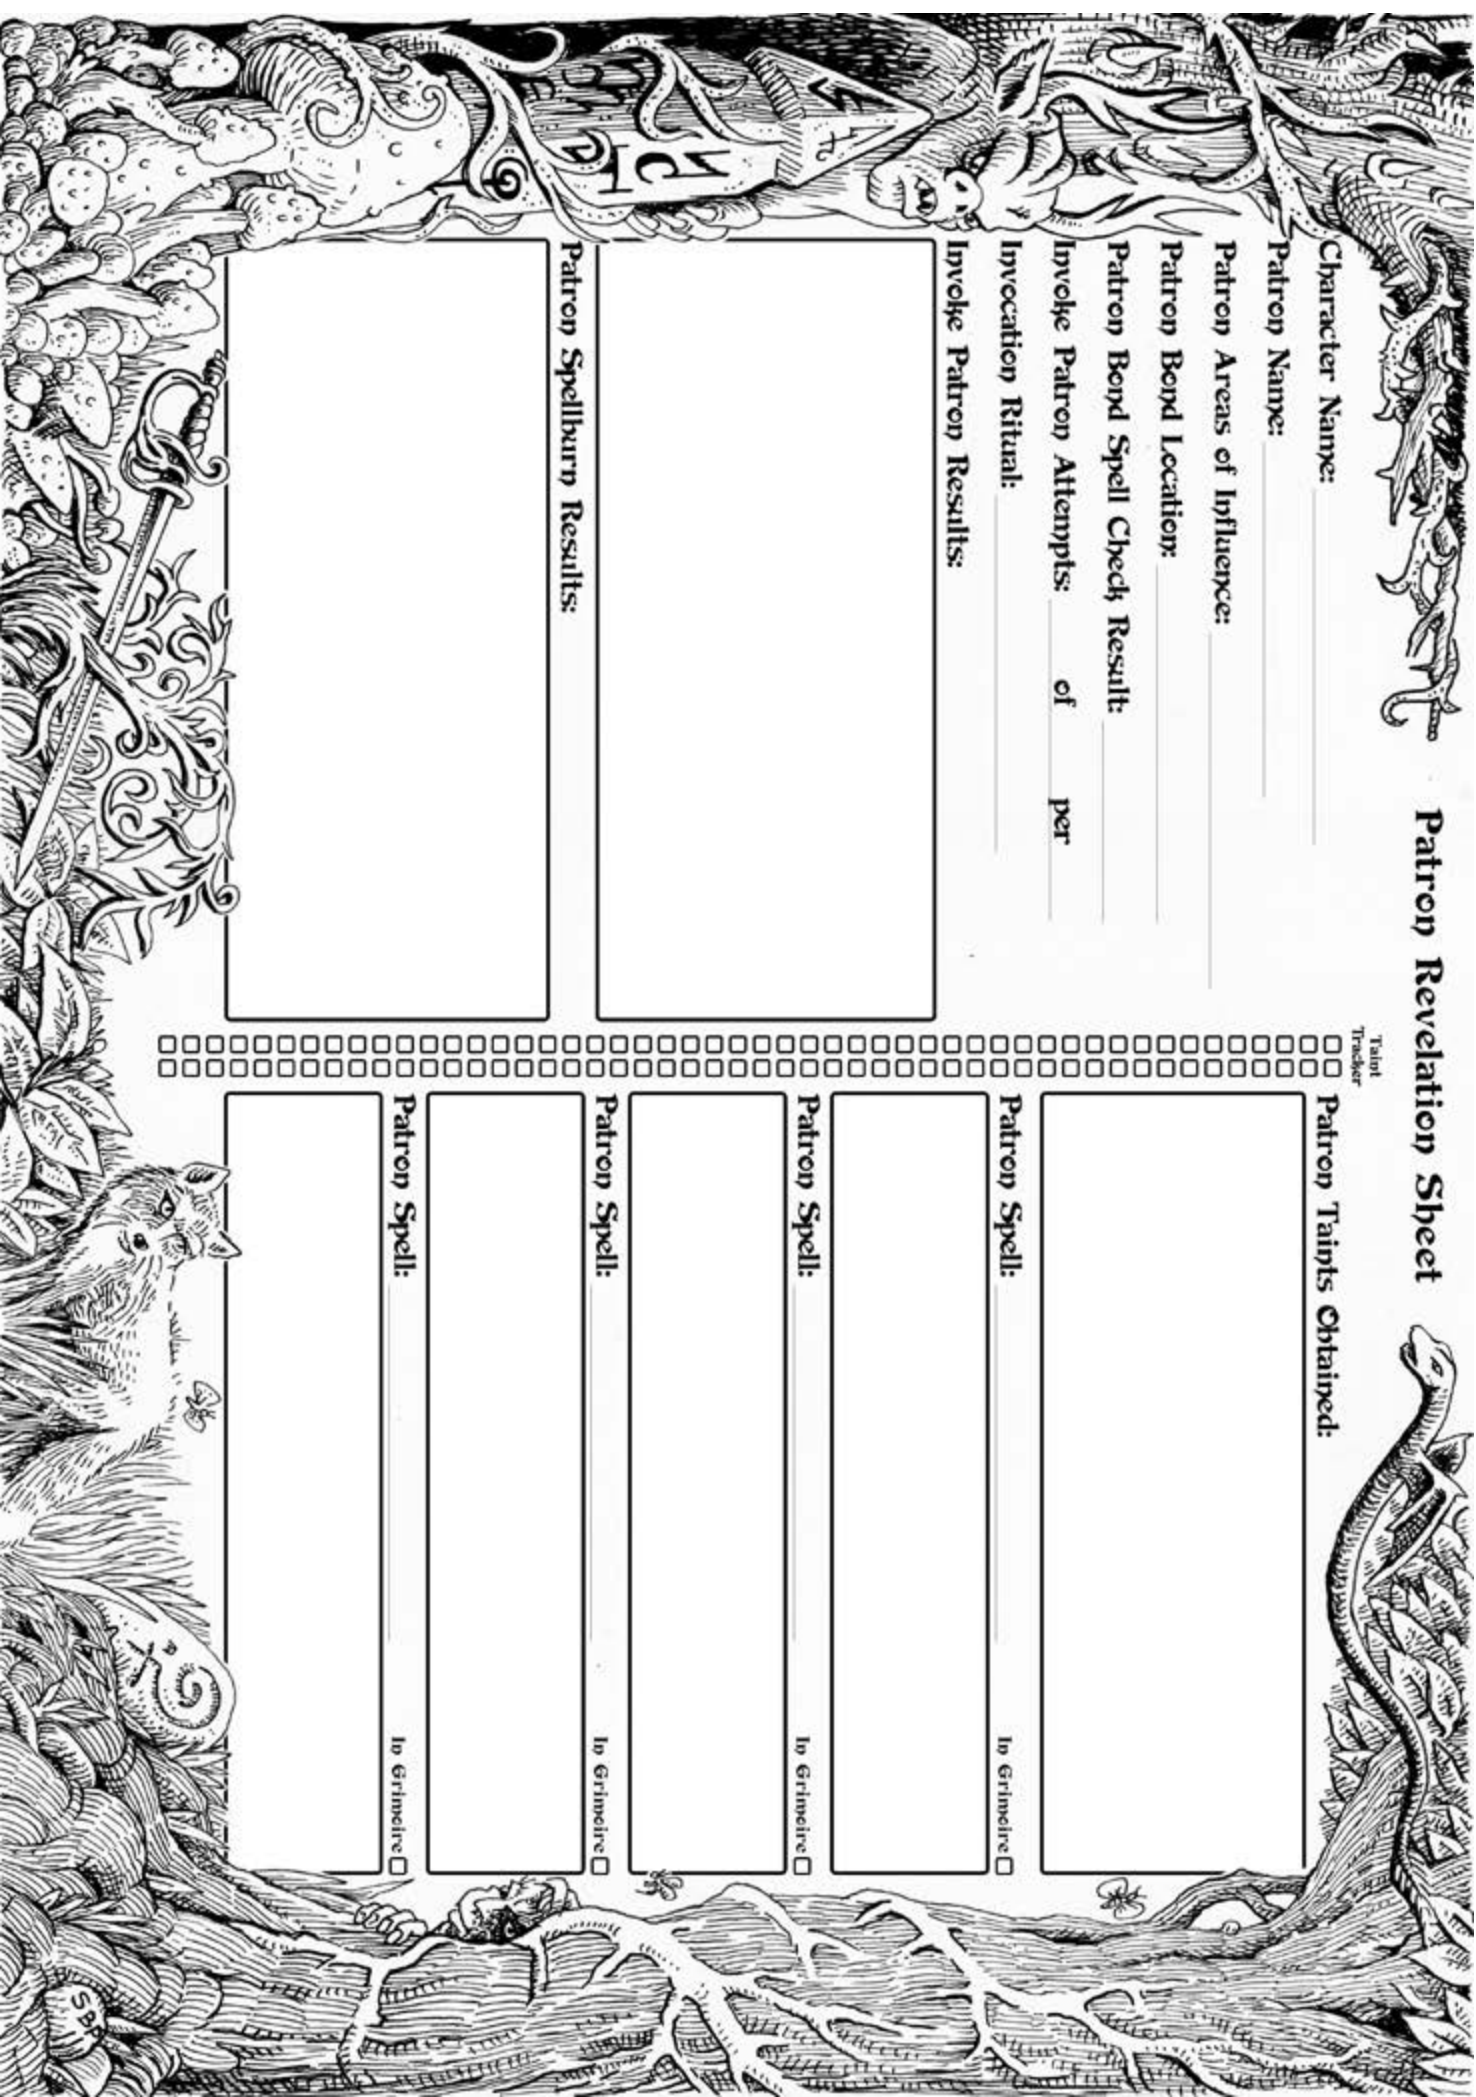 Patron Revelation Sheet
Character Name:
Patron Name:
Patron Areas of Influence:
Patron Bond Location:
Patron Bond Spell Check Result:
Invoke Patron Attempts: of per
Invocation Ritual:
Invoke Patron Results:
Patron Spellburn Results:
Taint
Tracker
Patron Taints Obtained:
Patron Spell: In Grimoire
Patron Spell: In Grimoire
Patron Spell: In Grimoire
Patron Spell: In Grimoire